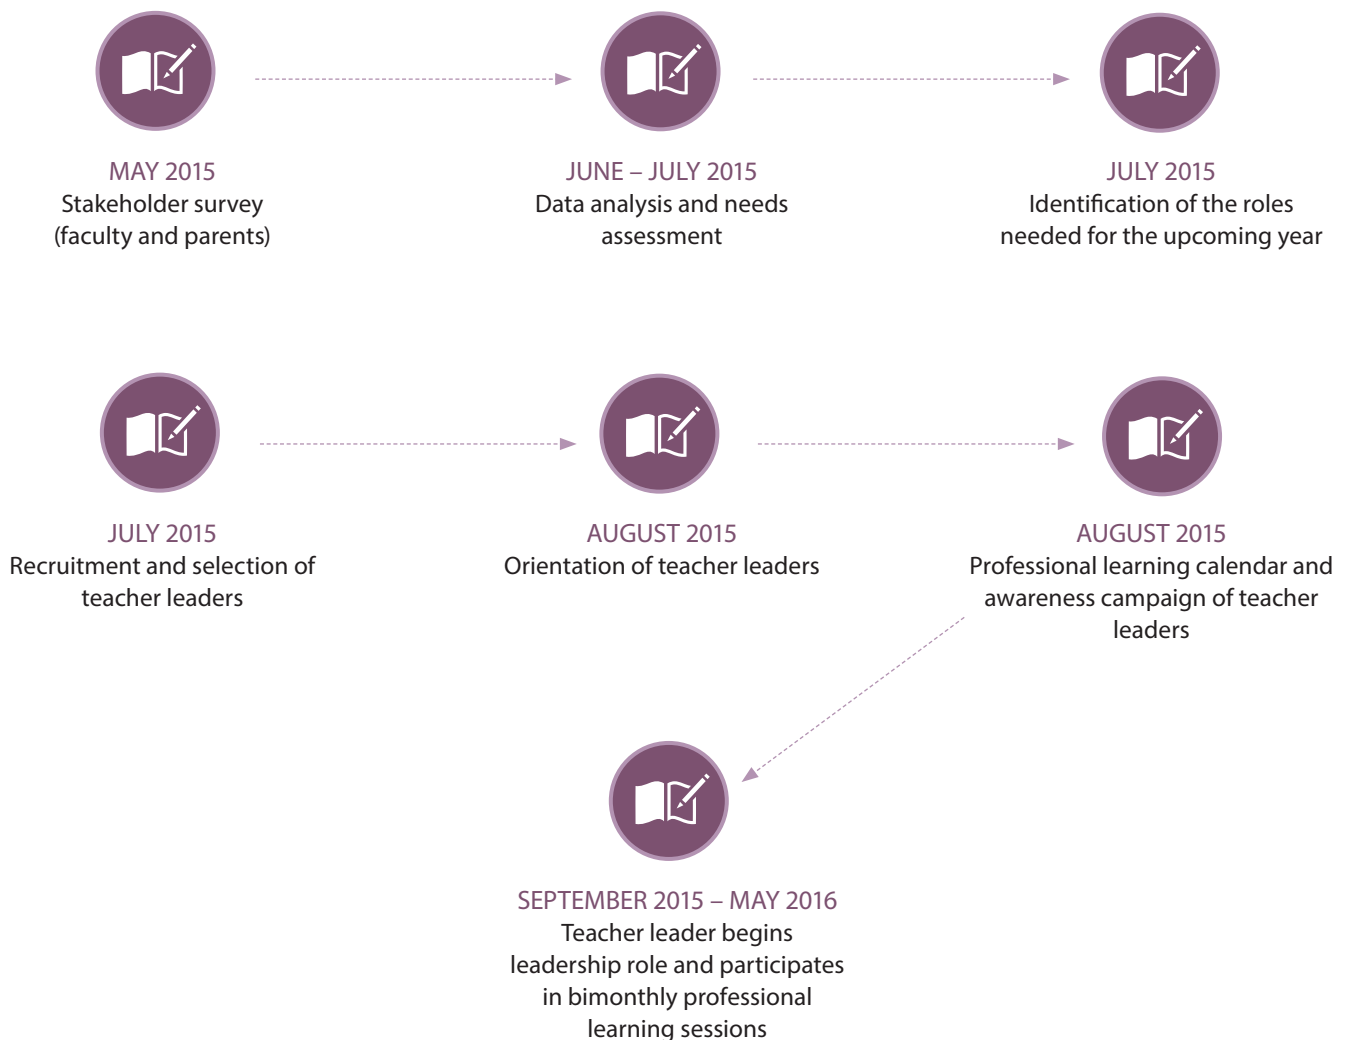 MAY 2015
Stakeholder survey
(faculty and parents)
JUNE – JULY 2015
Data analysis and needs
assessment
JULY 2015
Identification of the roles
needed for the upcoming year
JULY 2015
Recruitment and selection of
teacher leaders
AUGUST 2015
Orientation of teacher leaders
AUGUST 2015
Professional learning calendar and
awareness campaign of teacher
leaders
SEPTEMBER 2015 – MAY 2016
Teacher leader begins
leadership role and participates
in bimonthly professional
learning sessions